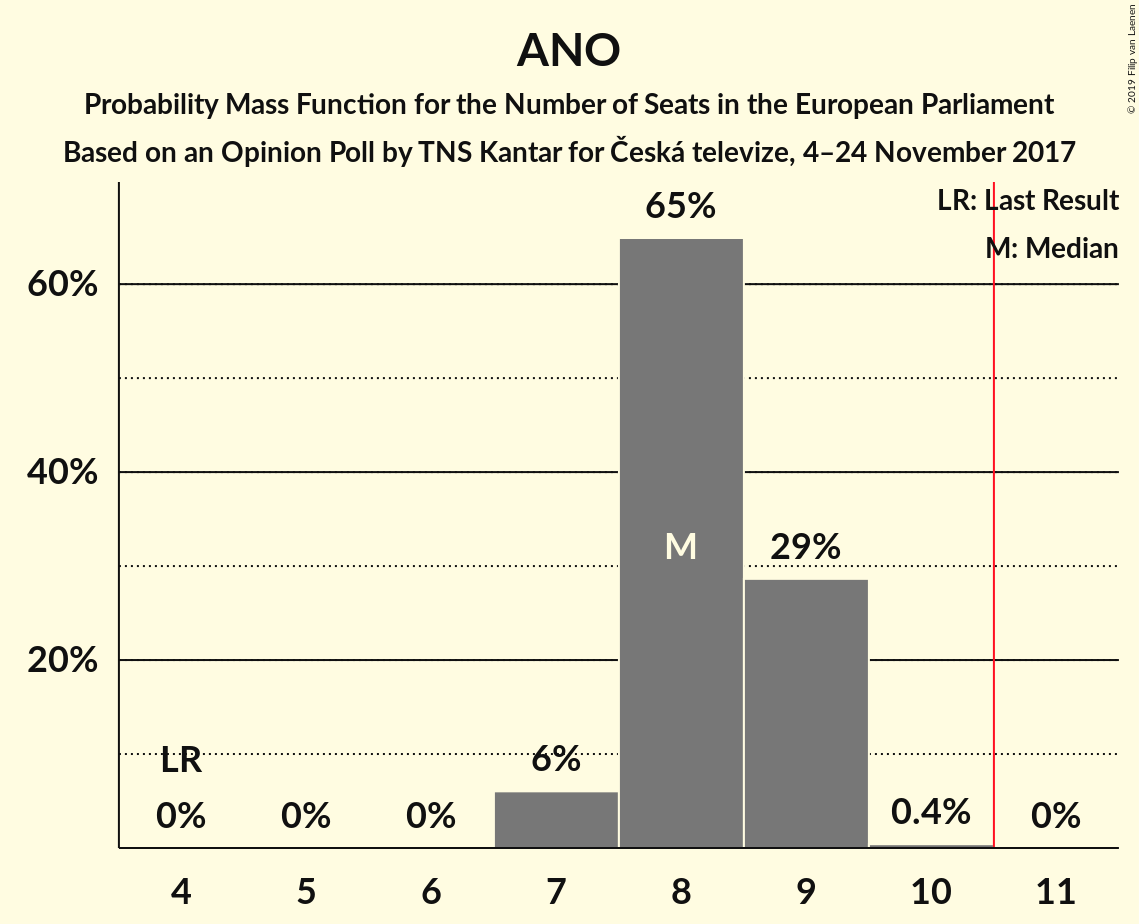 ANO
Probability Mass Function for the Number of Seats in the European Parliament
Based on an Opinion Poll by TNS Kantar for Česká televize, 4–24 November 2017
© 2019 Filip van Laenen
LR: Last Result
M: Median
65%
60%
40%
M
29%
20%
LR
6%
0%
0%
0%
0.4%
0%
4 5 6 7 8 9 10 11